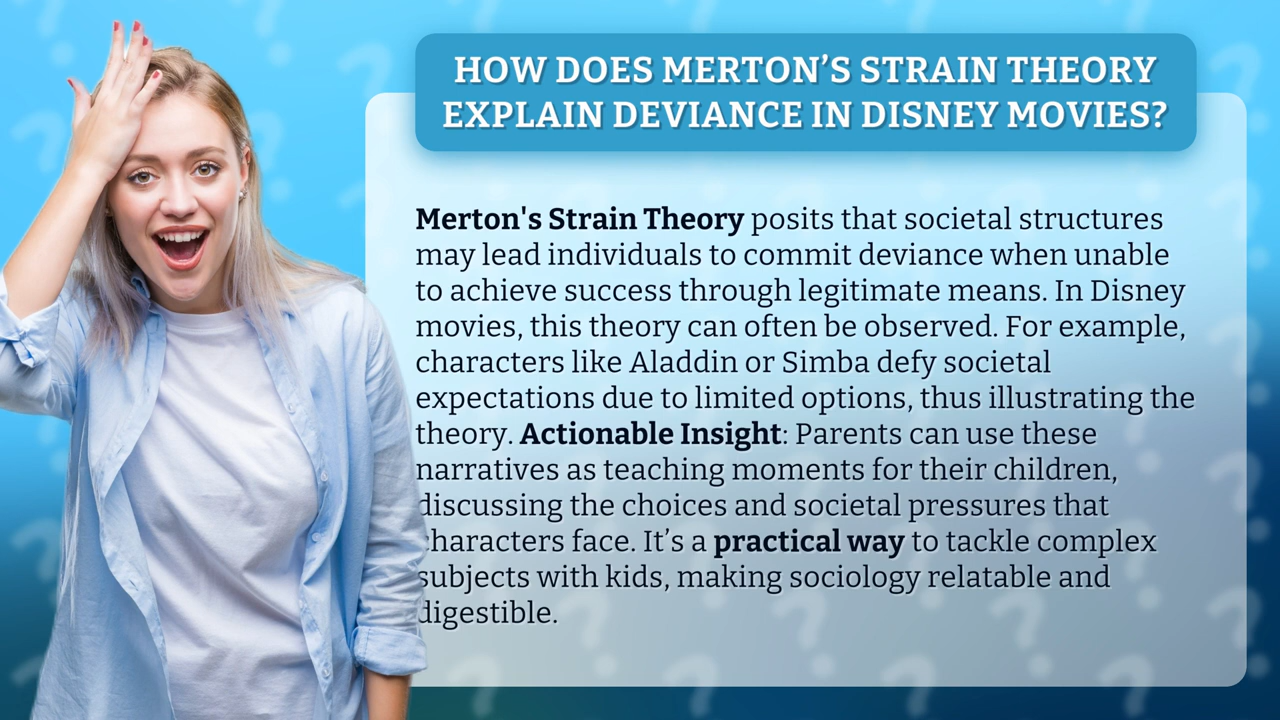 HOW DOES MERTON’S STRAIN THEORY
EXPLAIN DEVIANCE IN DISNEY MOVIES?
Merton's Strain Theory posits that societal structures
may lead individuals to commit deviance when unable
to achieve success through legitimate means. In Disney
movies, this theory can often be observed. For example,
characters like Aladdin or Simba defy societal
expectations due to limited options, thus illustrating the
theory. Actionable Insight: Parents can use these
narratives as teaching moments for their children,
discussing the choices and societal pressures that
characters face. It’s a practical way to tackle complex
subjects with kids, making sociology relatable and
digestible.